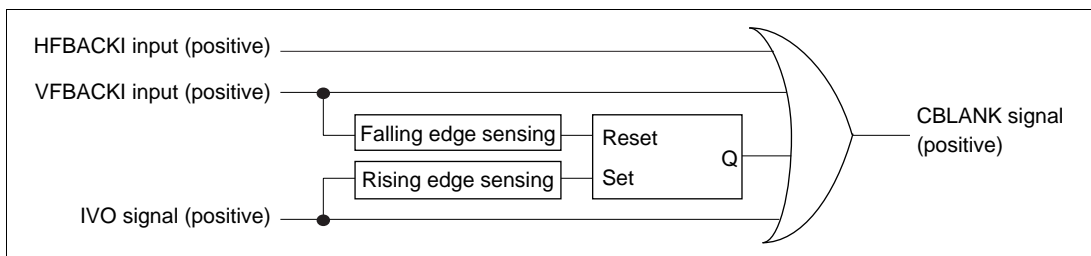 HFBACKI input (positive)
VFBACKI input (positive)
Falling edge sensing
Rising edge sensing
Reset
Set
Q
IVO signal (positive)
CBLANK signal
(positive)